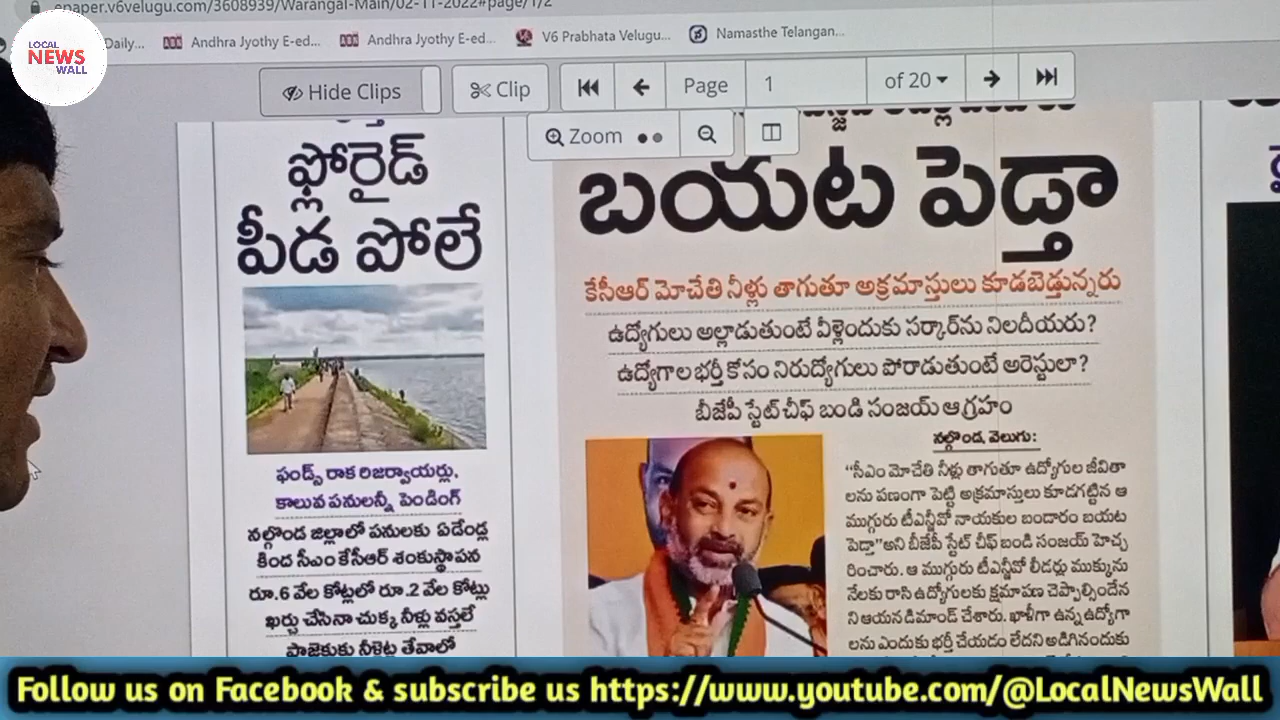 epaper.v6velugu.com/3608939/Warangal-Main/02-11-2022#page/1/2
LOCAL
NEWS
WALL
Daily...
Andhra Jyothy E-ed...
Andhra Jyothy E-ed...
V6 Prabhata Velugu...
Namasthe Telangan...
Hide Clips
Clip
Page
1
of 20
Zoom
ఫ్లోరైడ్
పీడ పోలే
ఫండ్స్ రాక రిజర్వాయర్లు,
కాలువ పనులన్నీ పెండింగ్
నల్గొండ జిల్లాలో పనులకు ఏడేండ్ల
కింద సీఎం కేసీఆర్ శంకుస్థాపన
రూ.6 వేల కోట్లలో రూ.2 వేల కోట్లు
ఖర్చు చేసినా చుక్క నీళ్లు వస్తలే
బయట పెడ్తా
కేసీఆర్ మోచేతి నీళ్లు తాగుతూ అక్రమాస్తులు కూడబెడ్తున్నరు
ఉద్యోగులు అల్లాడుతుంటే వీళ్లెందుకు సర్కార్‌ను నిలదీయరు?
ఉద్యోగాల భర్తీ కోసం నిరుద్యోగులు పోరాడుతుంటే అరెస్టులా?
బీజేపీ స్టేట్ చీఫ్ బండి సంజయ్ ఆగ్రహం
నల్గొండ, వెలుగు:
“సీఎం మోచేతి నీళ్లు తాగుతూ ఉద్యోగుల జీవితా
లను పణంగా పెట్టి అక్రమాస్తులు కూడగట్టిన ఆ
ముగ్గురు టీఎన్జీవో నాయకుల బండారం బయట
పెడ్తా”అని బీజేపీ స్టేట్ చీఫ్ బండి సంజయ్ హెచ్చ
రించారు. ఆ ముగ్గురు టీఎన్జీవో లీడర్లు ముక్కును
నేలకు రాసి ఉద్యోగులకు క్షమాపణ చెప్పాల్సిందేన
ని ఆయన డిమాండ్ చేశారు. ఖాళీగా ఉన్న ఉద్యోగా
లను ఎందుకు భర్తీ చేయడం లేదని అడిగినందుకు
Follow us on Facebook & subscribe us https://www.youtube.com/@LocalNewsWall